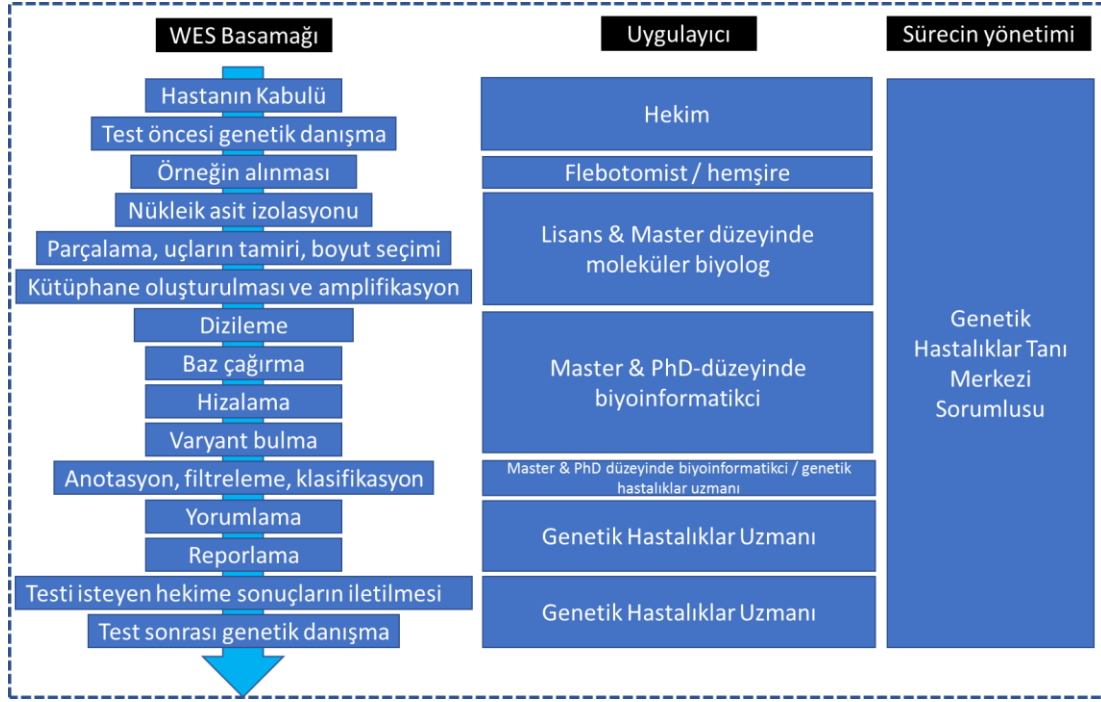 WES Basamağı
Hastanın Kabulü
Test öncesi genetik danışma
Örneğin alınması
Nükleik asit izolasyonu
Parçalama, uçların tamiri, boyut seçimi
Kütüphane oluşturulması ve amplifikasyon
Dizileme
Baz çağırma
Hizalama
Varyant bulma
Anotasyon, filtreleme, klasifikasyon
Yorumlama
Reporlama
Testi isteyen hekime sonuçların iletilmesi
Test sonrası genetik danışma
Uygulayıcı
Hekim
Flebotomist / hemşire
Lisans & Master düzeyinde
moleküler biyolog
Master & PhD-düzeyinde
biyoinformatikci
Master & PhD düzeyinde biyoinformatikci / genetik
hastalıklar uzmanı
Genetik Hastalıklar Uzmanı
Genetik Hastalıklar Uzmanı
Sürecin yönetimi
Genetik
Hastalıklar Tanı
Merkezi
Sorumlusu